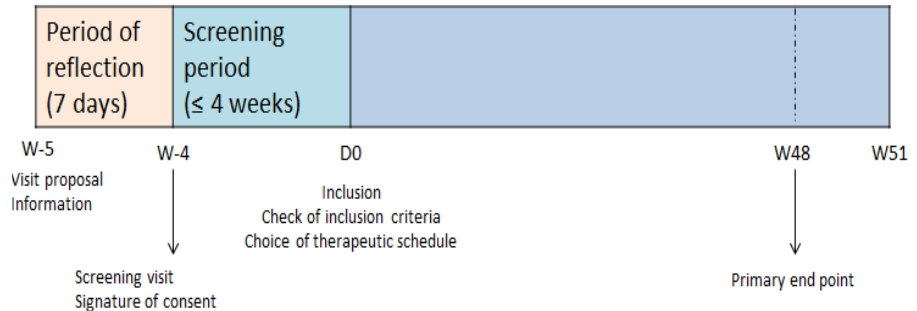 Period of
reflection
(7 days)
Screening
period
(≤ 4 weeks)
W-5
W-4
D0
W48
W51
Visit proposal
Information
Inclusion
Check of inclusion criteria
Choice of therapeutic schedule
Screening visit
Signature of consent
Primary end point